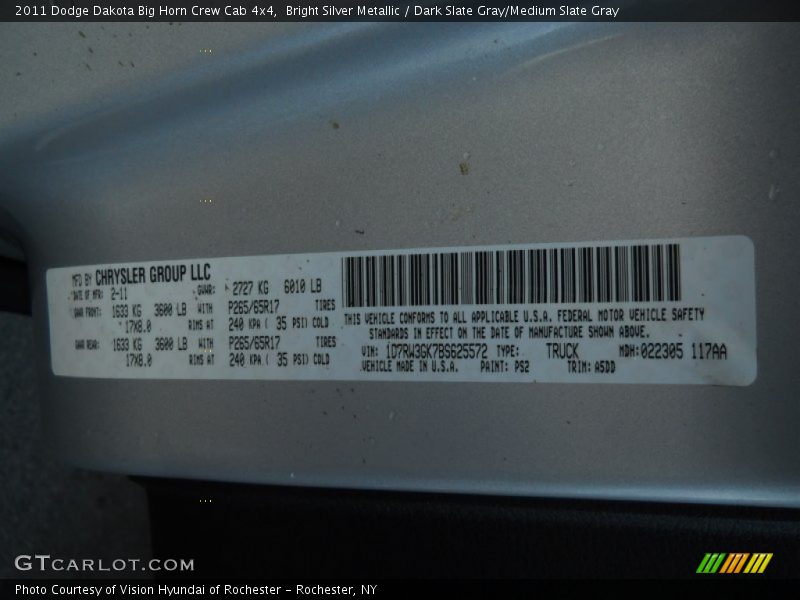 2011 Dodge Dakota Big Horn Crew Cab 4x4,  Bright Silver Metallic / Dark Slate Gray/Medium Slate Gray
MFD BY CHRYSLER GROUP LLC
DATE OF MFR: 2-11 GVWR: 2727 KG 6010 LB
GAWR FRONT: 1633 KG 3600 LB WITH P265/65R17 TIRES
17X8.0 RIMS AT 240 KPA ( 35 PSI) COLD
GAWR REAR: 1633 KG 3600 LB WITH P265/65R17 TIRES
17X8.0 RIMS AT 240 KPA ( 35 PSI) COLD
THIS VEHICLE CONFORMS TO ALL APPLICABLE U.S.A. FEDERAL MOTOR VEHICLE SAFETY
STANDARDS IN EFFECT ON THE DATE OF MANUFACTURE SHOWN ABOVE.
VIN: 1D7RW3GK7BS625572 TYPE: TRUCK MDH: 022305 117AA
VEHICLE MADE IN U.S.A. PAINT: PS2 TRIM: A5DD
GTCARLOT.COM
Photo Courtesy of Vision Hyundai of Rochester - Rochester, NY